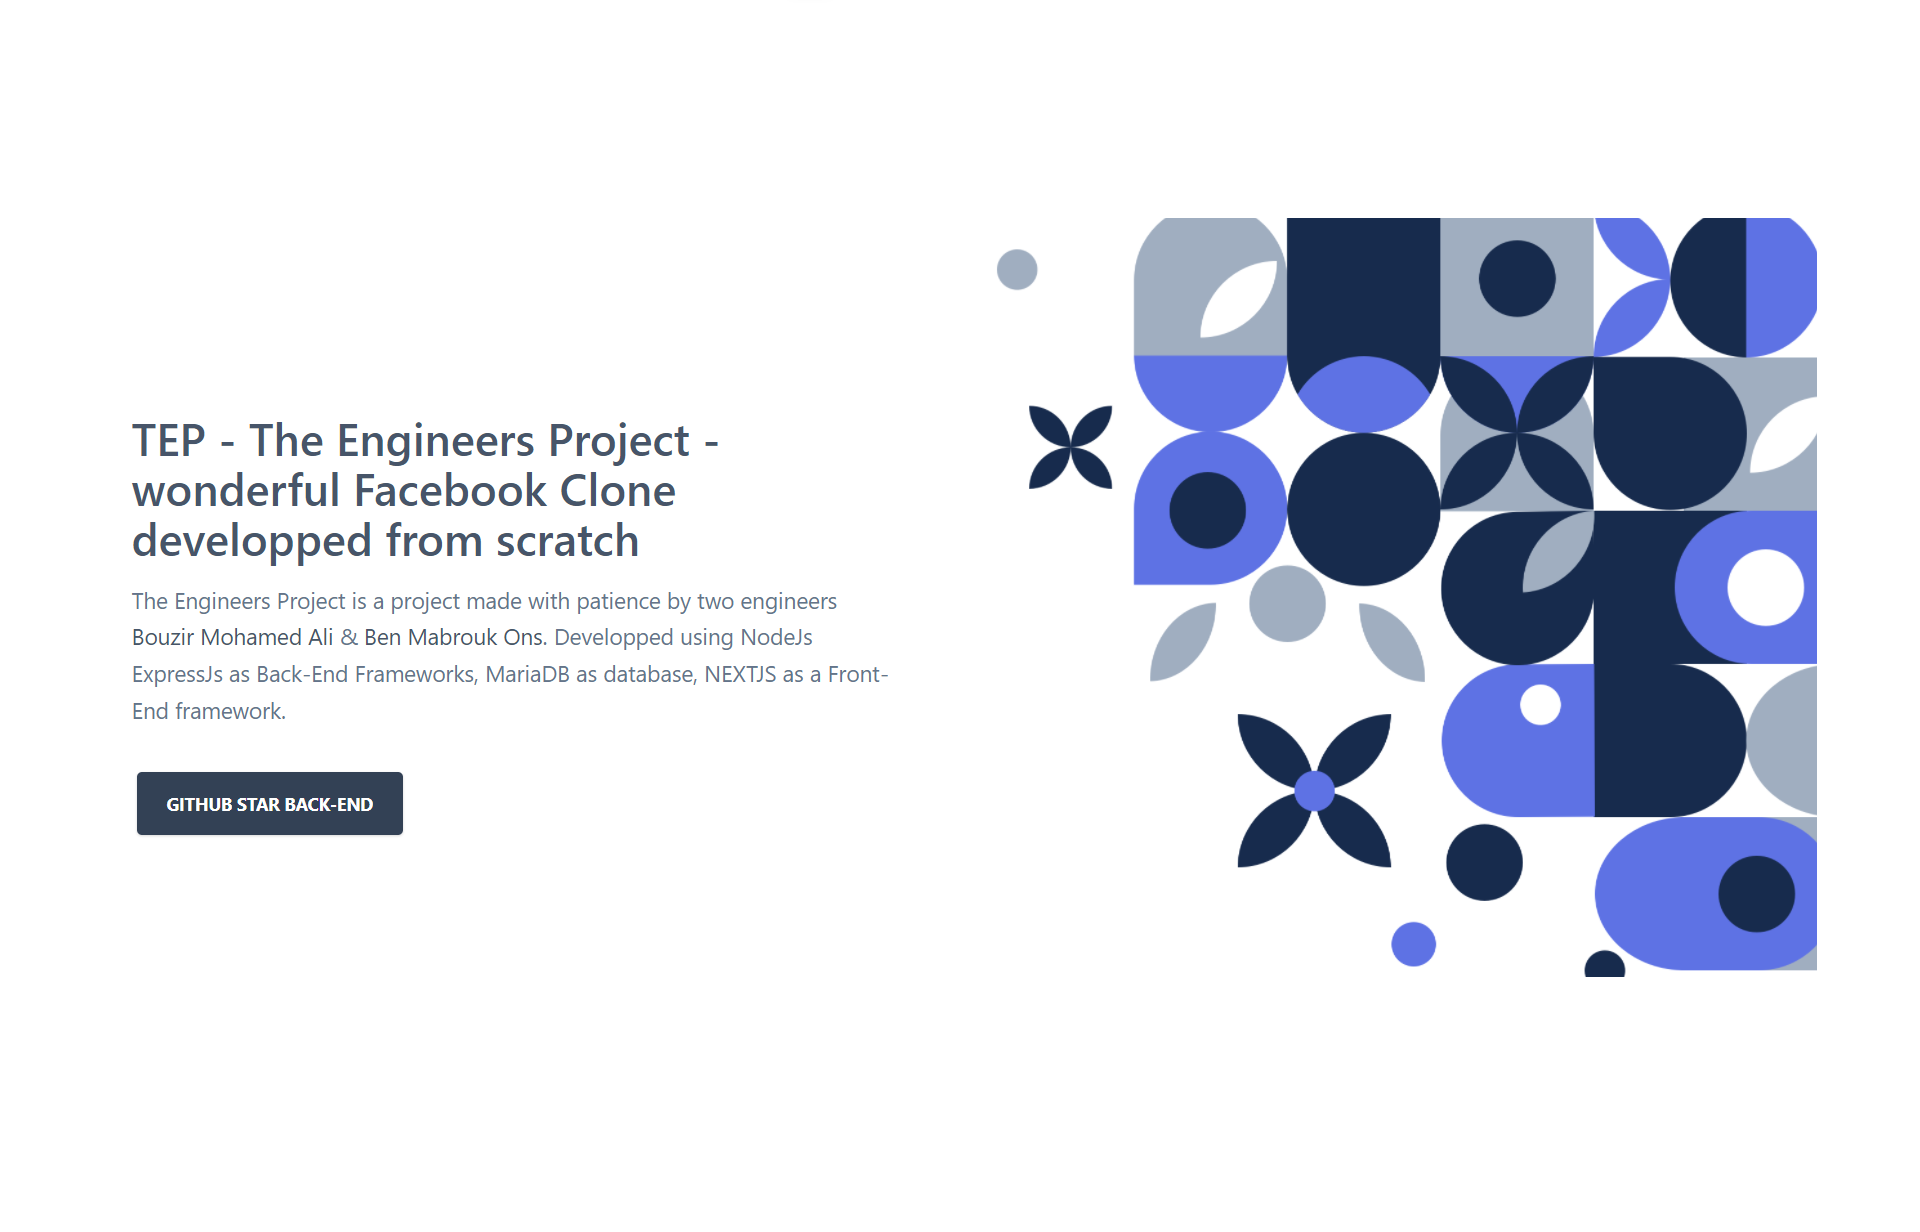 TEP - The Engineers Project -
wonderful Facebook Clone
developped from scratch
The Engineers Project is a project made with patience by two engineers
Bouzir Mohamed Ali & Ben Mabrouk Ons. Developped using NodeJs
ExpressJs as Back-End Frameworks, MariaDB as database, NEXTJS as a Front-
End framework.
GITHUB STAR BACK-END